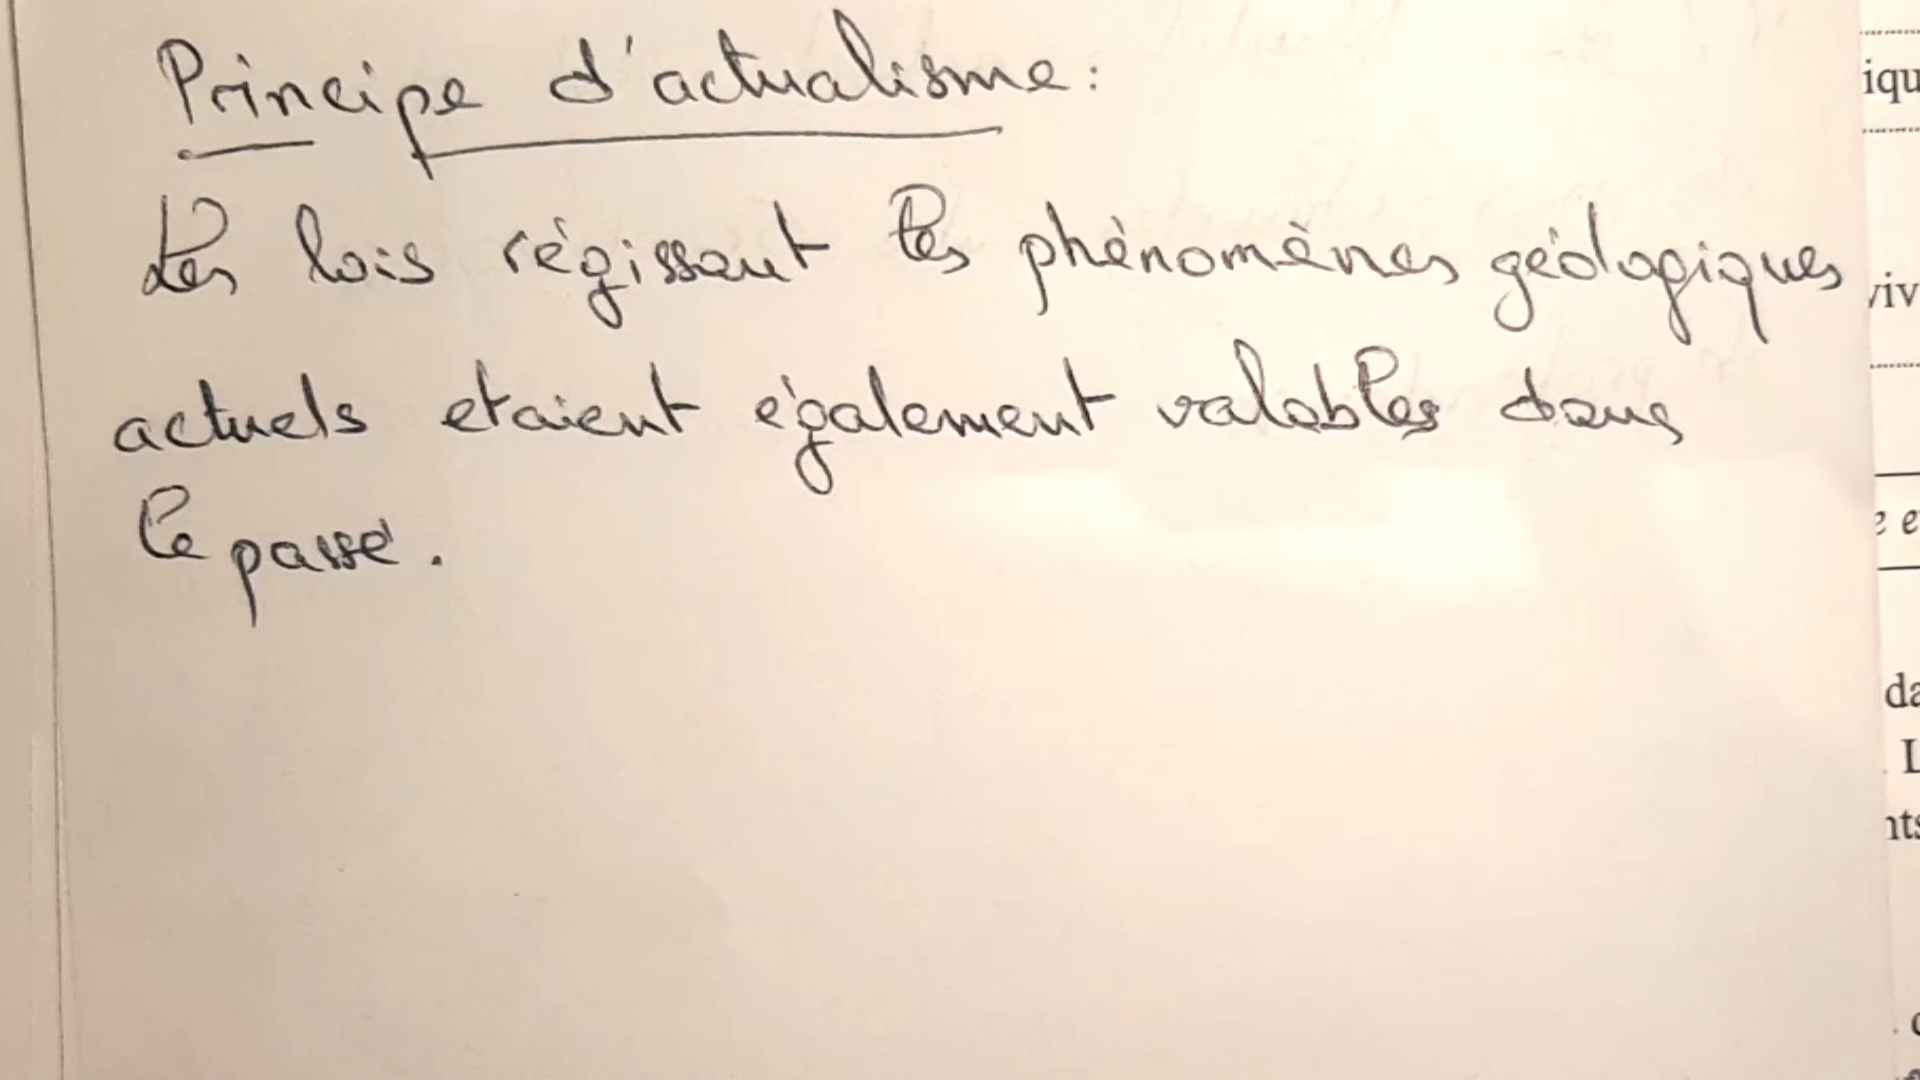 Principe d'actualisme:
Les lois régissant les phénomènes géologiques
actuels etaient également valables dans
le passé.